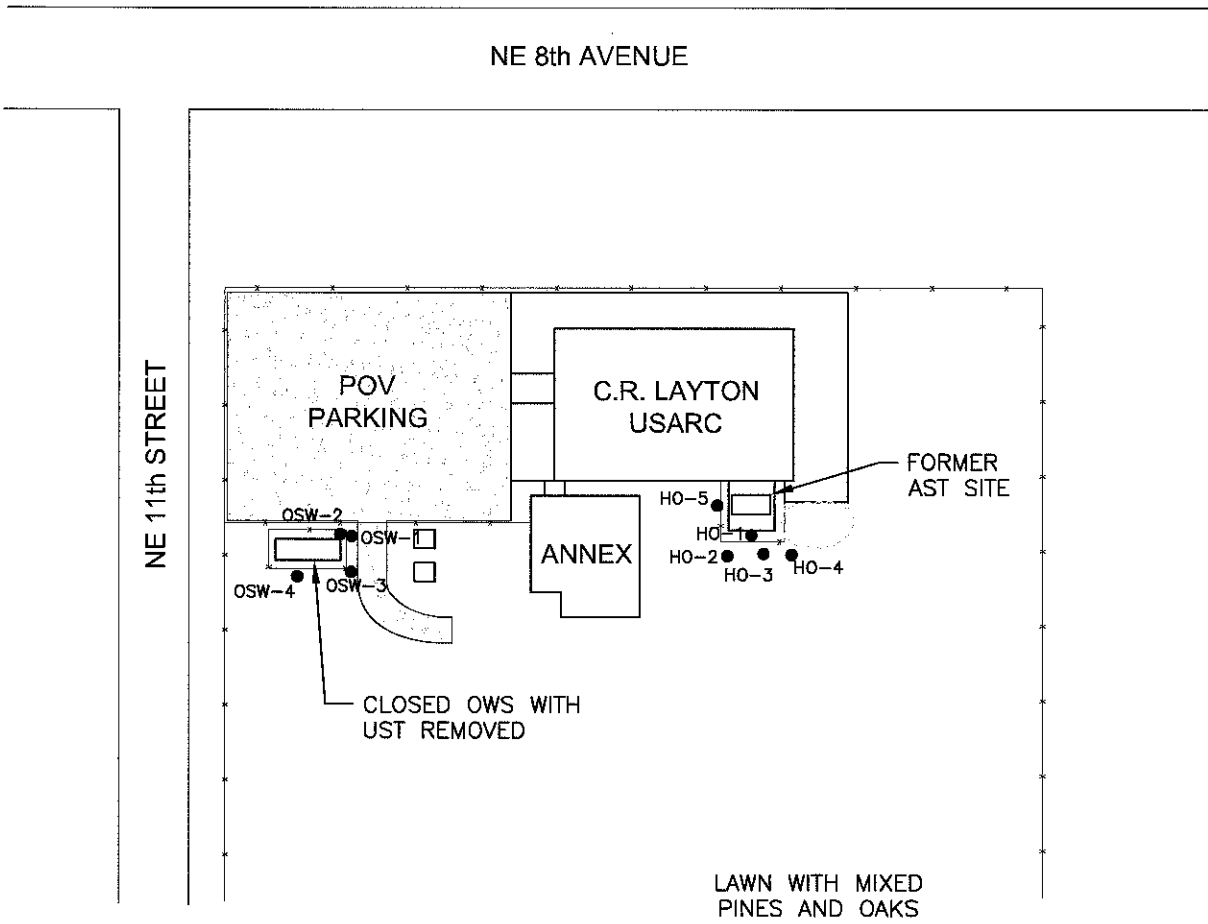 NE 8th AVENUE
NE 11th STREET
POV
PARKING
C.R. LAYTON
USARC
FORMER
AST SITE
HO-5
OSW-2
OSW-1
HO-1
ANNEX
HO-2
HO-3
HO-4
OSW-4
OSW-3
CLOSED OWS WITH
UST REMOVED
LAWN WITH MIXED
PINES AND OAKS